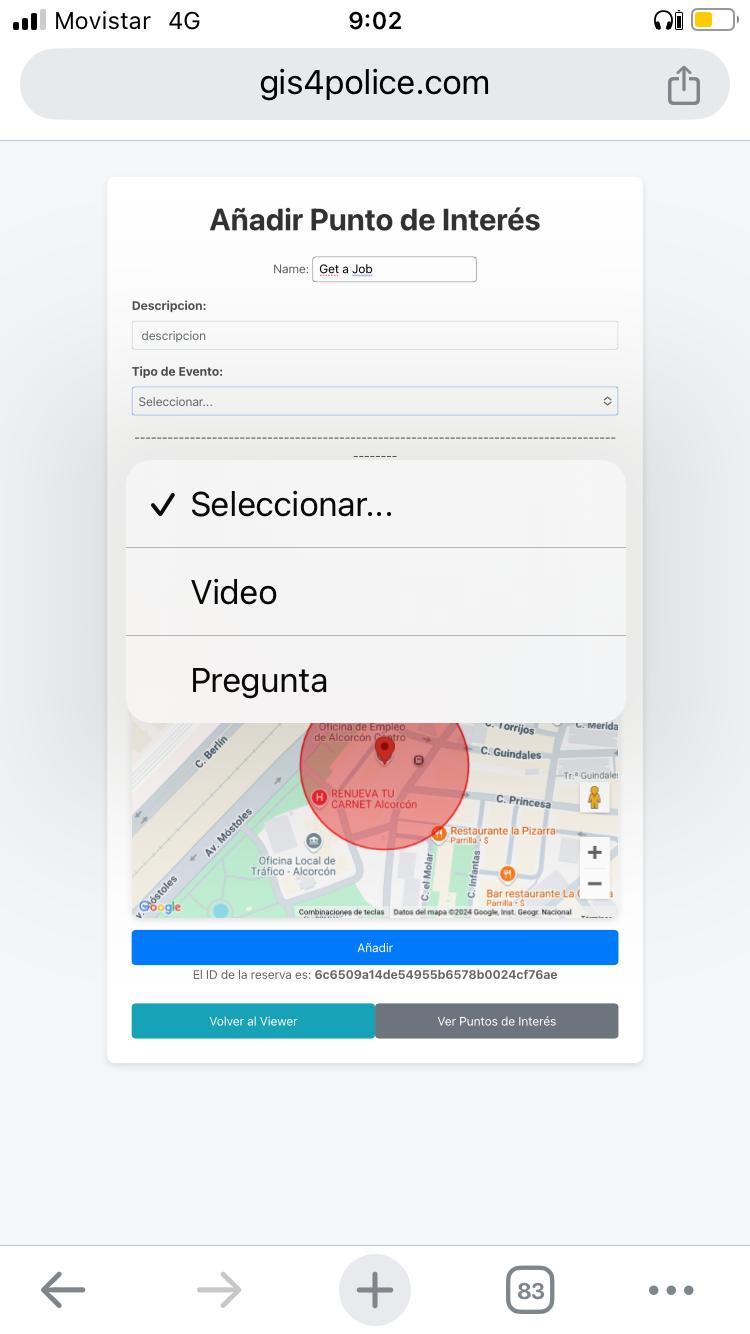 Movistar 4G 9:02
gis4police.com
Añadir Punto de Interés
Name: Get a Job
Descripcion:
descripcion
Tipo de Evento:
Seleccionar...
--------------------------------------------------------------------------------------
--------
✓ Seleccionar...
Video
Pregunta
Oficina de Empleo
de Alcorcón Centro
C. Torrijos
C. Mérida
C. Berlín
C. Guindales
Tr.ª Guindale
RENUEVA TU
CARNET Alcorcón
C. Princesa
Av. Móstoles
Restaurante la Pizarra
Parrilla · $
Oficina Local de
Tráfico - Alcorcón
C. el Molar
C. Infantas
+
−
Bar restaurante La C
Parrilla · $
Móstoles
Google
Combinaciones de teclas
Datos del mapa ©2024 Google, Inst. Geogr. Nacional
Términos
Añadir
El ID de la reserva es: 6c6509a14de54955b6578b0024cf76ae
Volver al Viewer
Ver Puntos de Interés
83